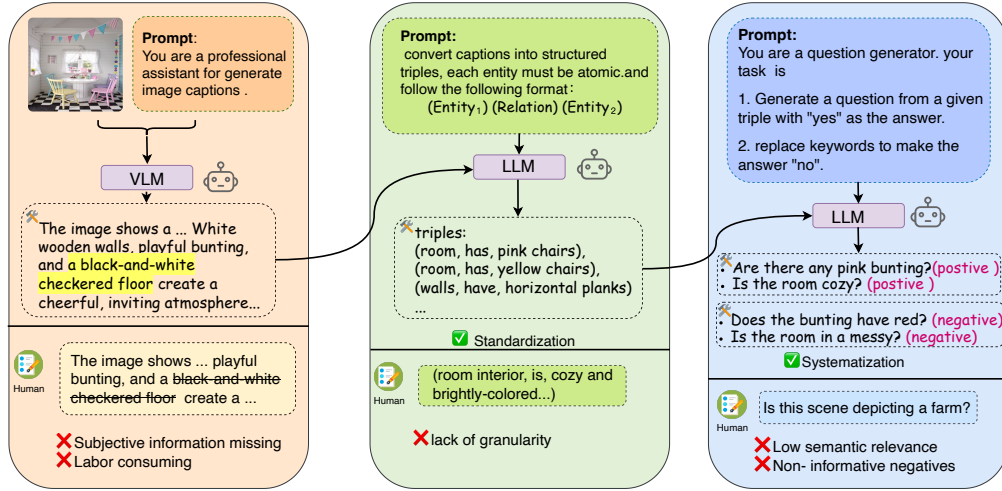 Prompt:
You are a professional
assistant for generate
image captions .
VLM
The image shows a ... White
wooden walls, playful bunting,
and a black-and-white
checkered floor create a
cheerful, inviting atmosphere...
Human
The image shows ... playful
bunting, and a black-and-white
checkered floor create a ...
Subjective information missing
Labor consuming
Prompt:
convert captions into structured
triples, each entity must be atomic.and
follow the following format:
(Entity₁) (Relation) (Entity₂)
LLM
triples:
(room, has, pink chairs),
(room, has, yellow chairs),
(walls, have, horizontal planks)
...
Standardization
Human
(room interior, is, cozy and
brightly-colored...)
lack of granularity
Prompt:
You are a question generator. your
task is
1. Generate a question from a given
triple with "yes" as the answer.
2. replace keywords to make the
answer "no".
LLM
• Are there any pink bunting?(postive )
• Is the room cozy? (postive )
• Does the bunting have red? (negative)
• Is the room in a messy? (negative)
Systematization
Human
Is this scene depicting a farm?
Low semantic relevance
Non- informative negatives